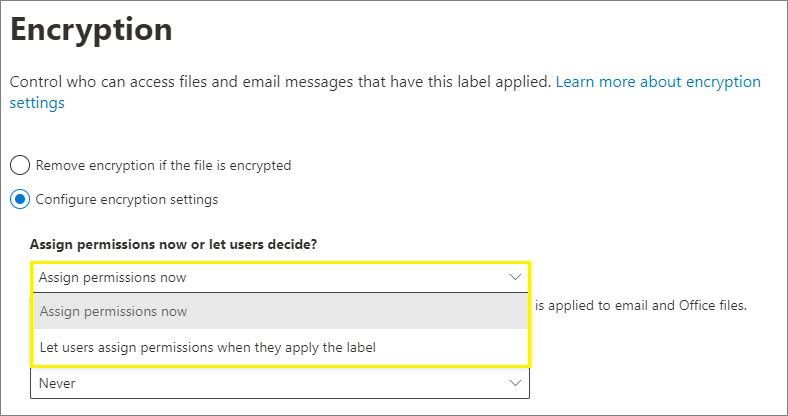 Encryption
Control who can access files and email messages that have this label applied. Learn more about encryption
settings
Remove encryption if the file is encrypted
Configure encryption settings
Assign permissions now or let users decide?
Assign permissions now
Assign permissions now
is applied to email and Office files.
Let users assign permissions when they apply the label
Never